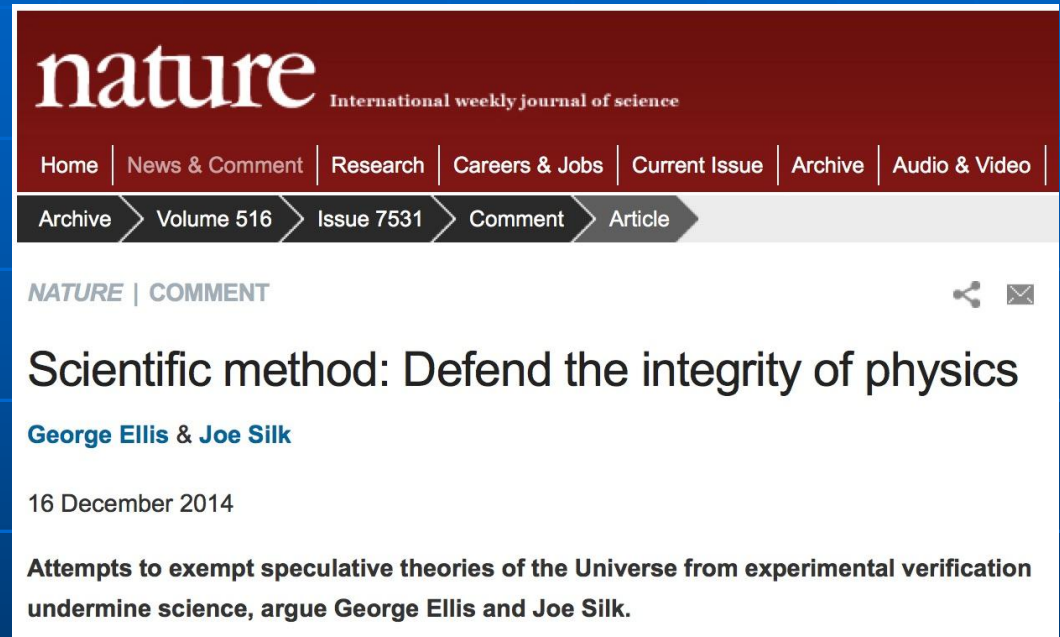 nature International weekly journal of science
Home News & Comment Research Careers & Jobs Current Issue Archive Audio & Video
Archive Volume 516 Issue 7531 Comment Article
NATURE | COMMENT
Scientific method: Defend the integrity of physics
George Ellis & Joe Silk
16 December 2014
Attempts to exempt speculative theories of the Universe from experimental verification
undermine science, argue George Ellis and Joe Silk.